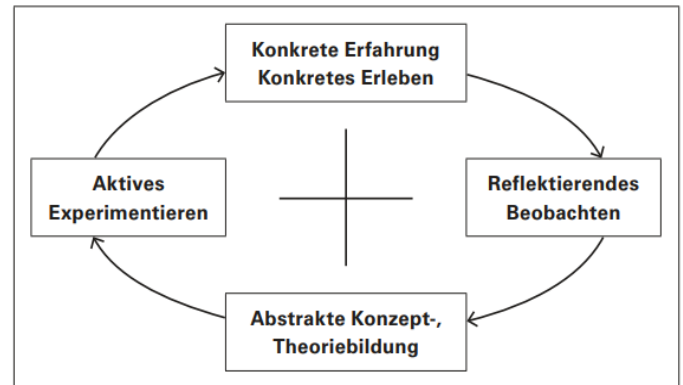 Konkrete Erfahrung
Konkretes Erleben
Aktives
Experimentieren
Reflektierendes
Beobachten
Abstrakte Konzept-,
Theoriebildung